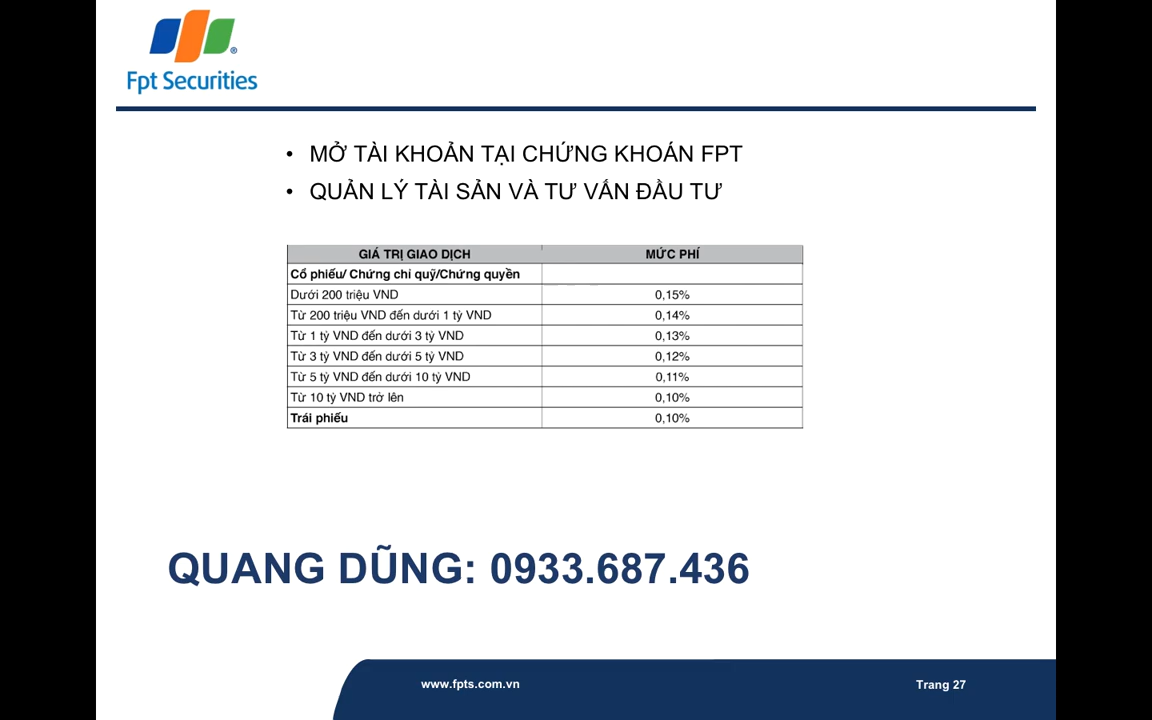 Fpt Securities
• MỞ TÀI KHOẢN TẠI CHỨNG KHOÁN FPT
• QUẢN LÝ TÀI SẢN VÀ TƯ VẤN ĐẦU TƯ
GIÁ TRỊ GIAO DỊCH MỨC PHÍ
Cổ phiếu/ Chứng chỉ quỹ/Chứng quyền
Dưới 200 triệu VND 0,15%
Từ 200 triệu VND đến dưới 1 tỷ VND 0,14%
Từ 1 tỷ VND đến dưới 3 tỷ VND 0,13%
Từ 3 tỷ VND đến dưới 5 tỷ VND 0,12%
Từ 5 tỷ VND đến dưới 10 tỷ VND 0,11%
Từ 10 tỷ VND trở lên 0,10%
Trái phiếu 0,10%
QUANG DŨNG: 0933.687.436
www.fpts.com.vn Trang 27